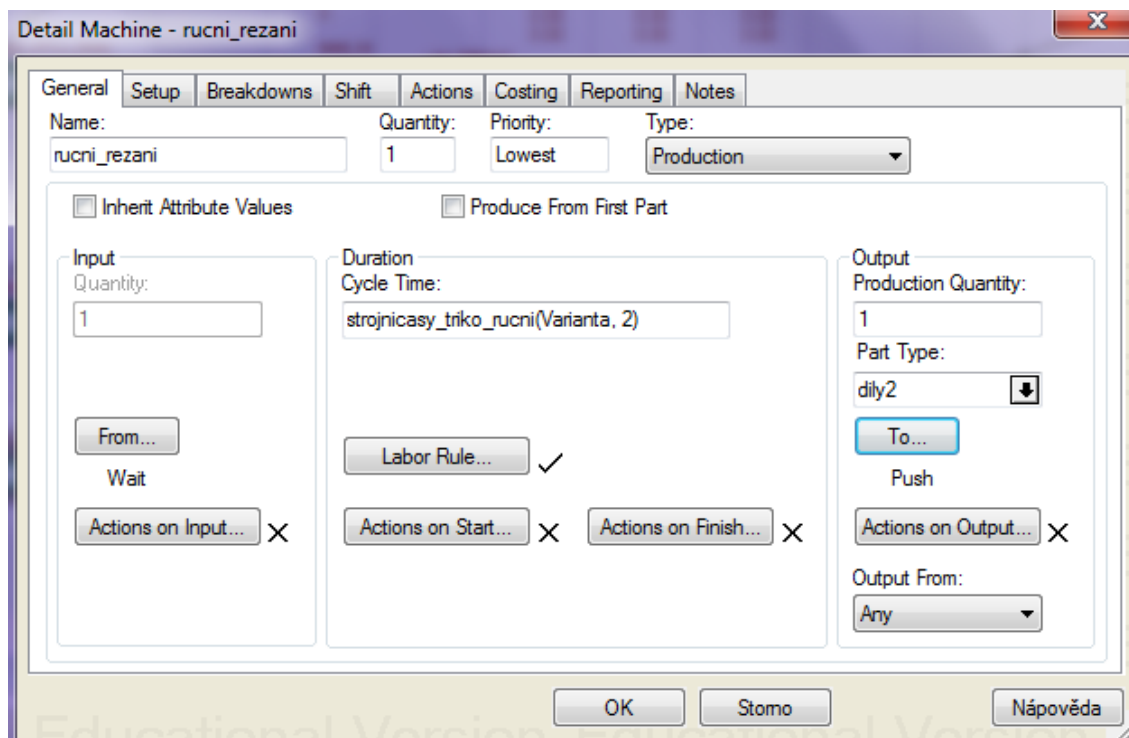 Detail Machine - rucni_rezani
General Setup Breakdowns Shift Actions Costing Reporting Notes
Name: Quantity: Priority: Type:
rucni_rezani 1 Lowest Production
Inherit Attribute Values Produce From First Part
Input Duration Output
Quantity: Cycle Time: Production Quantity:
1 strojnicasy_triko_rucni(Varianta, 2) 1
Part Type:
dily2
From... Labor Rule... To...
Wait Push
Actions on Input... Actions on Start... Actions on Finish... Actions on Output...
Output From:
Any
OK Storno Nápověda
Educational Version Educational Version